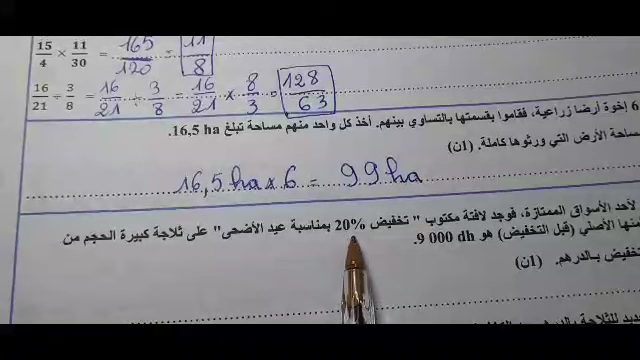 15/4 × 11/30 = 165/120 = 11/8
16/21 ÷ 3/8 = 16/21 ÷ 3/8 = 16/21 × 8/3 = 128/63
6 إخوة أرضا زراعية، فقاموا بقسمتها بالتساوي بينهم. أخذ كل واحد منهم مساحة تبلغ 16,5 ha.
مساحة الأرض التي ورثوها كاملة. (1ن)
16,5 ha x 6 = 99 ha
لأحد الأسواق الممتازة، فوجد لافتة مكتوب " تخفيض 20% بمناسبة عيد الأضحى" على ثلاجة كبيرة الحجم من
ثمنها الأصلي (قبل التخفيض) هو 9 000 dh.
تخفيض بالدرهم. (1ن)